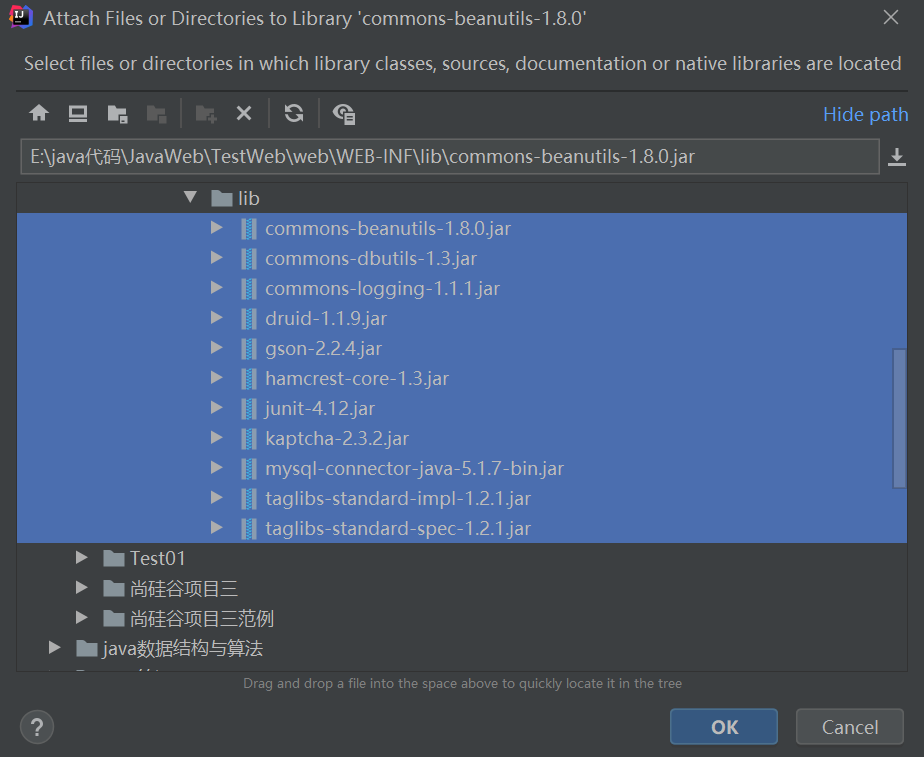 Attach Files or Directories to Library 'commons-beanutils-1.8.0'
Select files or directories in which library classes, sources, documentation or native libraries are located
Hide path
E:\java代码\JavaWeb\TestWeb\web\WEB-INF\lib\commons-beanutils-1.8.0.jar
lib
commons-beanutils-1.8.0.jar
commons-dbutils-1.3.jar
commons-logging-1.1.1.jar
druid-1.1.9.jar
gson-2.2.4.jar
hamcrest-core-1.3.jar
junit-4.12.jar
kaptcha-2.3.2.jar
mysql-connector-java-5.1.7-bin.jar
taglibs-standard-impl-1.2.1.jar
taglibs-standard-spec-1.2.1.jar
Test01
尚硅谷项目三
尚硅谷项目三范例
java数据结构与算法
Drag and drop a file into the space above to quickly locate it in the tree
? OK Cancel